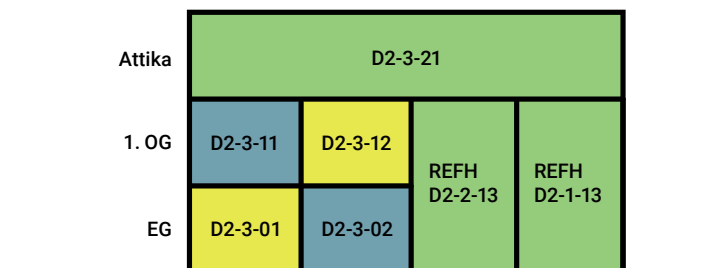 Attika
D2-3-21
1. OG
D2-3-11
D2-3-12
REFH
D2-2-13
REFH
D2-1-13
EG
D2-3-01
D2-3-02